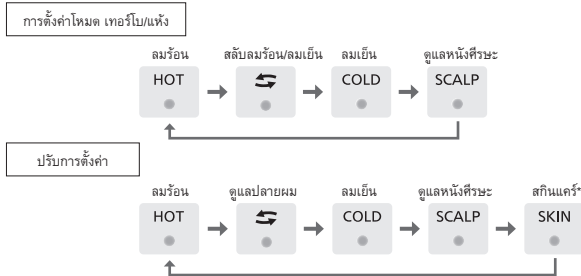 การตั้งค่าโหมด เทอร์โบ/แห้ง
ลมร้อน สลับลมร้อน/ลมเย็น ลมเย็น ดูแลหนังศีรษะ
HOT COLD SCALP
ปรับการตั้งค่า
ลมร้อน ดูแลปลายผม ลมเย็น ดูแลหนังศีรษะ สกินแคร์*
HOT COLD SCALP SKIN